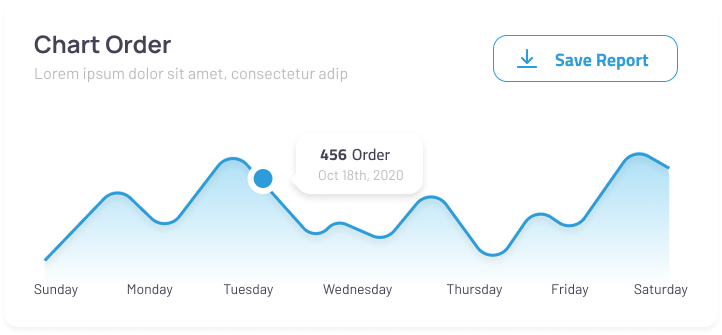 Chart Order
Lorem ipsum dolor sit amet, consectetur adip
Save Report
456 Order
Oct 18th, 2020
Sunday Monday Tuesday Wednesday Thursday Friday Saturday